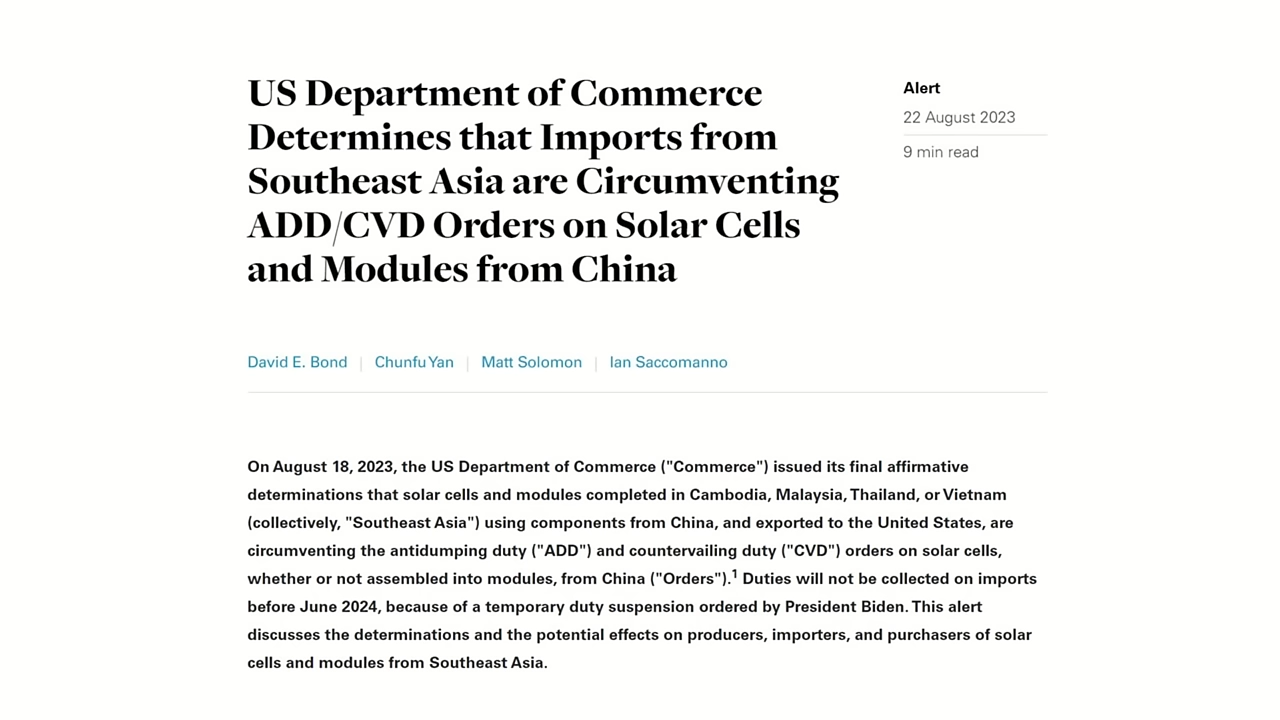 US Department of Commerce
Determines that Imports from
Southeast Asia are Circumventing
ADD/CVD Orders on Solar Cells
and Modules from China
Alert
22 August 2023
9 min read
David E. Bond | Chunfu Yan | Matt Solomon | Ian Saccomanno
On August 18, 2023, the US Department of Commerce ("Commerce") issued its final affirmative
determinations that solar cells and modules completed in Cambodia, Malaysia, Thailand, or Vietnam
(collectively, "Southeast Asia") using components from China, and exported to the United States, are
circumventing the antidumping duty ("ADD") and countervailing duty ("CVD") orders on solar cells,
whether or not assembled into modules, from China ("Orders").1 Duties will not be collected on imports
before June 2024, because of a temporary duty suspension ordered by President Biden. This alert
discusses the determinations and the potential effects on producers, importers, and purchasers of solar
cells and modules from Southeast Asia.